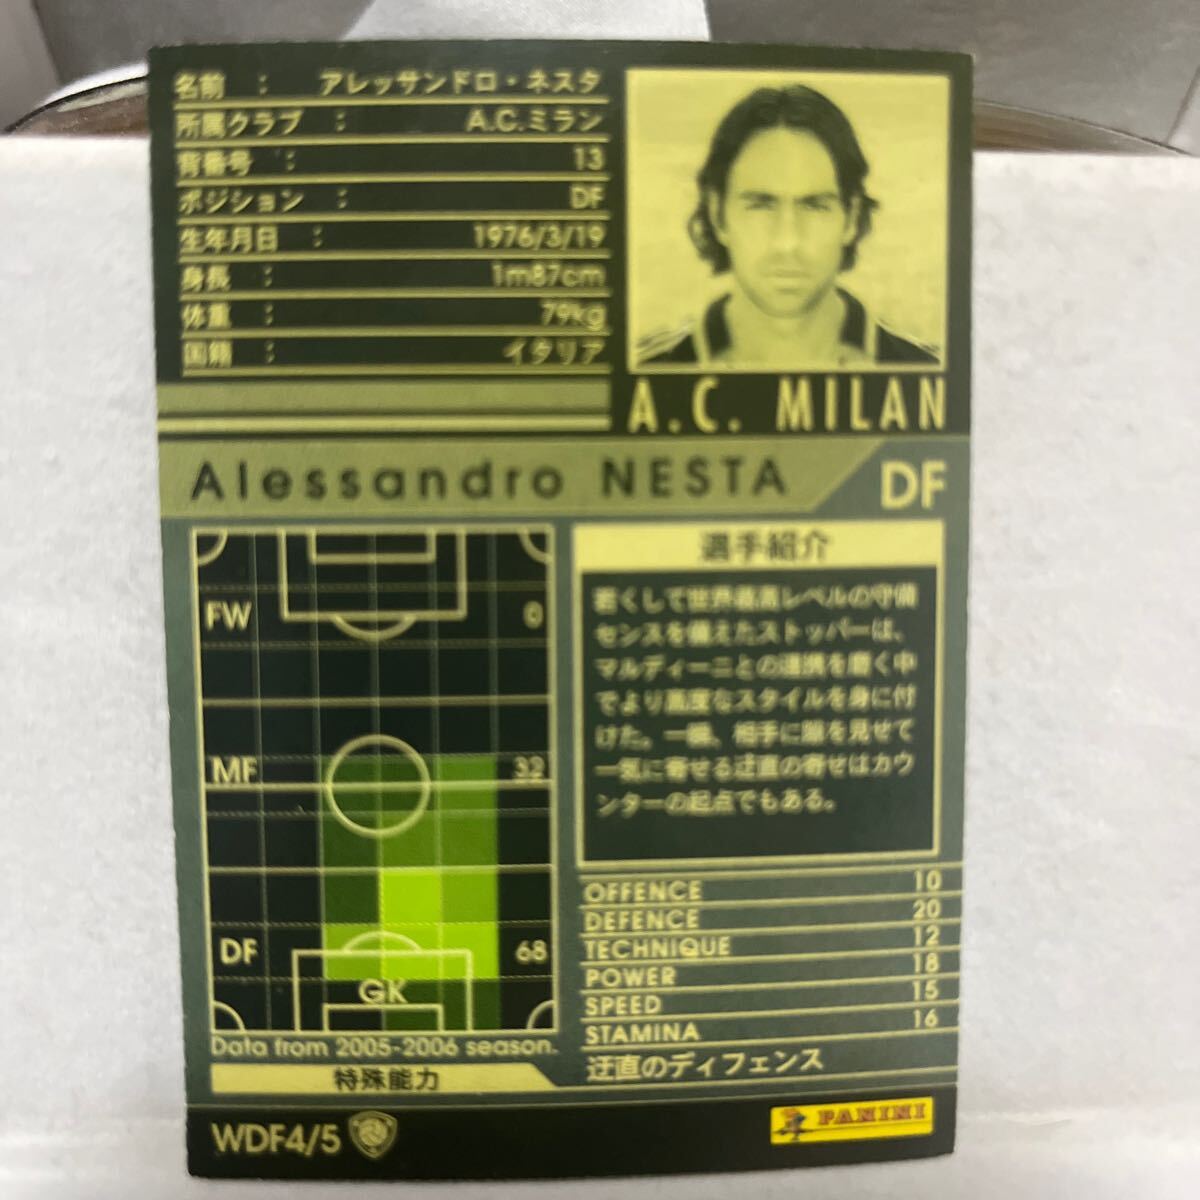 名前 : アレッサンドロ・ネスタ
所属クラブ : A.C.ミラン
背番号 : 13
ポジション : DF
生年月日 : 1976/3/19
身長 : 1m87cm
体重 : 79kg
国籍 : イタリア
A.C. MILAN
Alessandro NESTA DF
FW 0
MF 32
DF 68
GK
Data from 2005-2006 season.
特殊能力
選手紹介
若くして世界最高レベルの守備
センスを備えたストッパーは、
マルディーニとの連携を磨く中
でより高度なスタイルを身に付
けた。一瞬、相手に隙を見せて
一気に寄せる迂直の寄せはカウ
ンターの起点でもある。
OFFENCE 10
DEFENCE 20
TECHNIQUE 12
POWER 18
SPEED 15
STAMINA 16
迂直のディフェンス
WDF4/5
PANINI